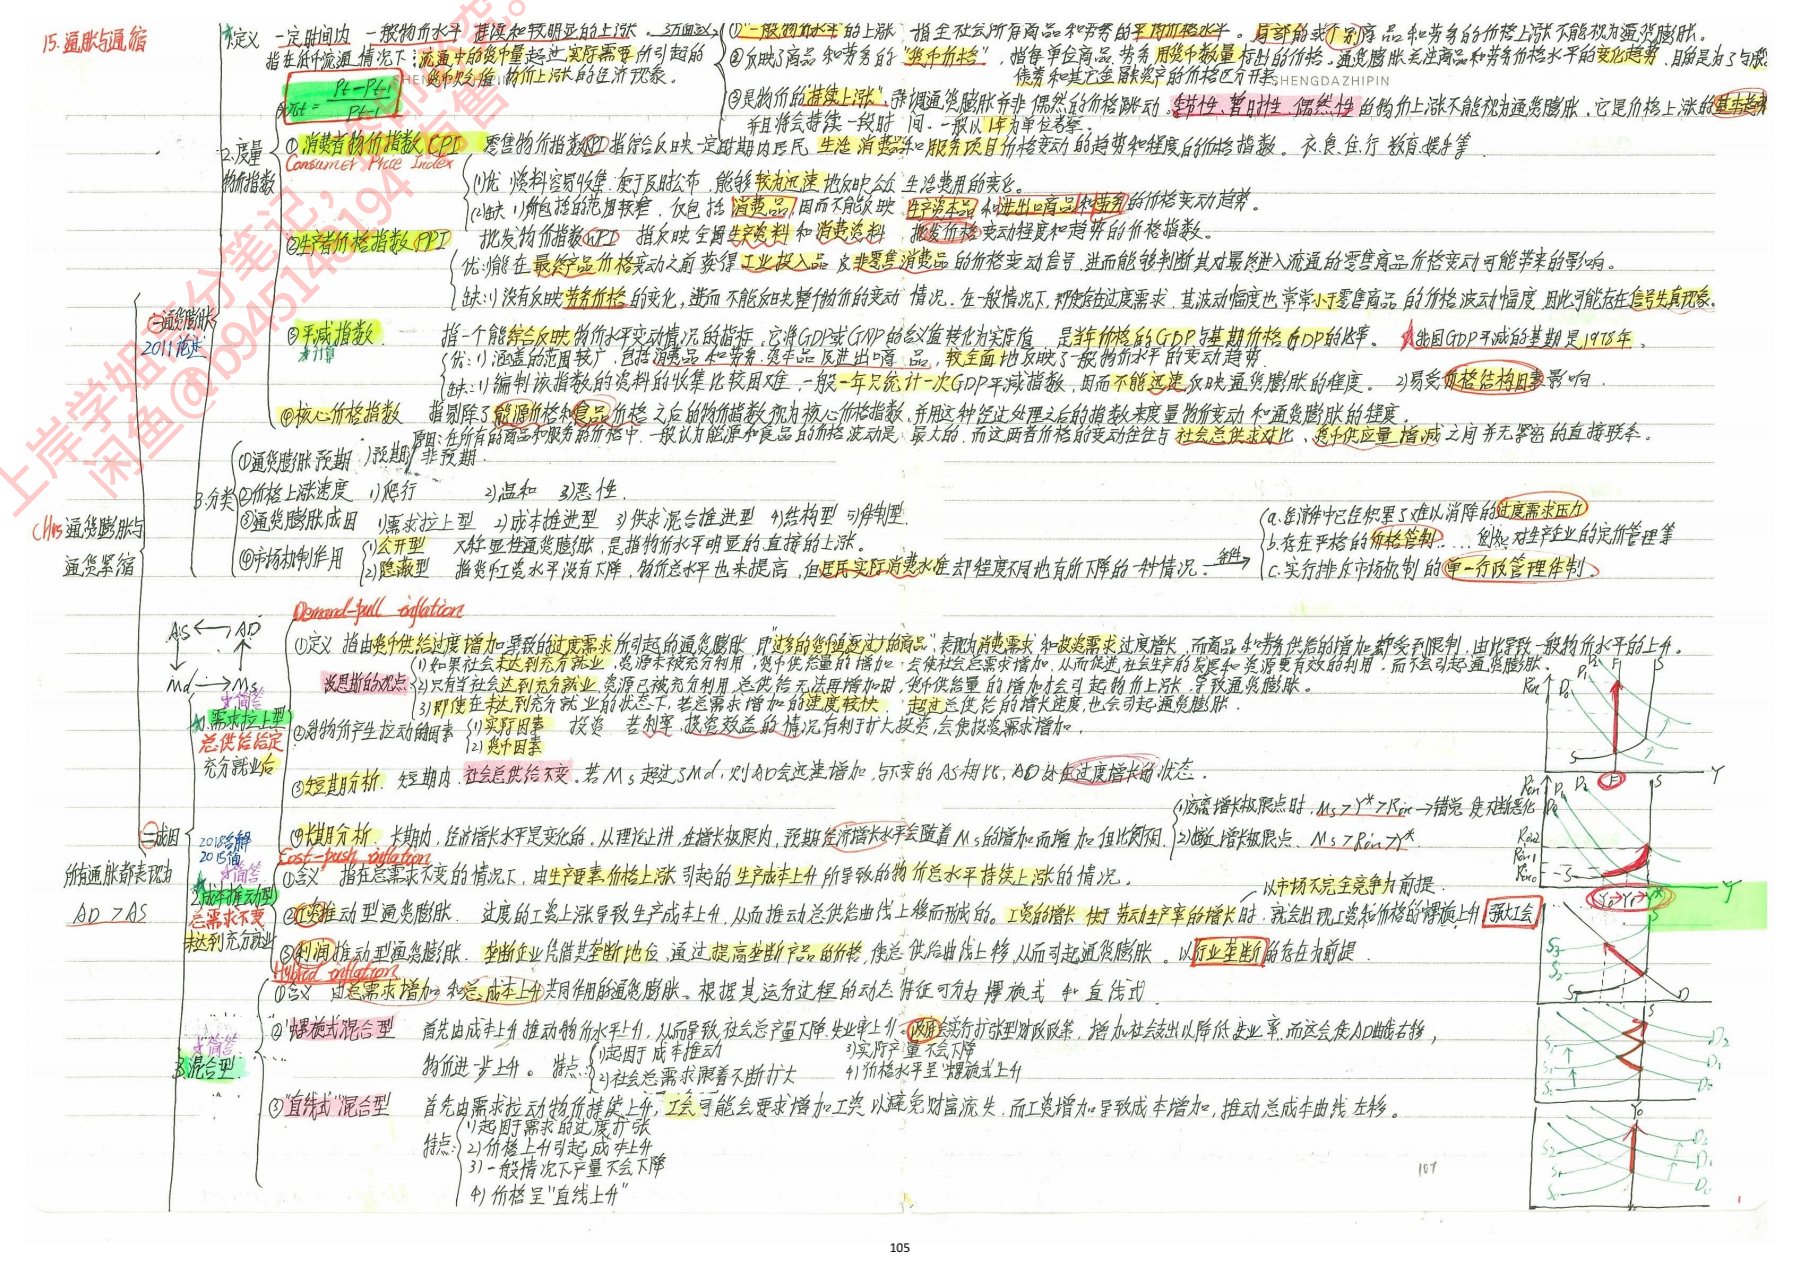 15.通胀与通缩
1.定义 一定时间内 一般物价水平 持续和较明显的上涨。3方面含义
指在纸币流通情况下:流通中的货币量超过实际需要所引起的
货币贬值、物价上涨的经济现象。
πt = Pt-Pt-1 / Pt-1
①“一般物价水平”的上涨 指全社会所有商品和劳务的平均价格水平。局部的或个别商品和劳务的价格上涨不能视为通货膨胀。
②反映了商品和劳务的“货币价格”,指每单位商品、劳务用货币数量标出的价格。通货膨胀关注商品和劳务价格水平的变化趋势,目的是为了与股
债券和其它金融资产的价格区分开来
SHENGDAZHIPIN
SHENGDAZHIPIN
③是物价的“持续上涨”,强调通货膨胀并非偶然的价格跳动、季节性、暂时性、偶然性的物价上涨不能视为通货膨胀,它是价格上涨的基本趋势
并且将会持续一段时间.一般以1年为单位考察。
2.度量
物价指数
①消费者物价指数CPI 零售物价指数RPI 指综合反映一定时期内居民生活消费品和服务项目价格变动的趋势和程度的价格指数。衣、食、住、行、教育、娱乐等
Consumer Price Index
(1)优 1)资料容易收集.便于及时公布,能够较为迅速地反映公众生活费用的变化。
(2)缺 1)所包括的范围较窄,仅包括消费品,因而不能反映生产资本品和进出口商品和劳务的价格变动趋势。
②生产者价格指数PPI 批发物价指数WPI 指反映全国生产资料和消费资料批发价格变动程度和趋势的价格指数。
优:1)能在最终产品价格变动之前获得工业投入品及非零售消费品的价格变动信号,进而能够判断其对最终进入流通的零售商品价格变动可能带来的影响。
缺:1)没有反映劳务价格的变化,进而不能反映整个物价的变动情况。在一般情况下,即使存在过度需求,其波动幅度也常常小于零售商品的价格波动幅度,因此可能存在信号失真现象。
一、通货膨胀
2011论述
③平减指数 指一个能综合反映物价水平变动情况的指标,它将GDP或GNP的名义值转化为实际值,是当年价格的GDP与基期价格的GDP的比率。 ★我国GDP平减的基期是1978年。
★计算
优:1)涵盖的范围较广,包括消费品和劳务、资本品及进出口商品,较全面地反映了一般物价水平的变动趋势.
缺:1)编制该指数的资料的收集比较困难,一般一年只统计一次GDP平减指数,因而不能迅速反映通货膨胀的程度。 2)易受价格结构因素影响.
④核心价格指数 指剔除了能源价格和食品价格之后的物价指数视为核心价格指数,并用这种经过处理之后的指数来度量物价变动和通货膨胀的程度。
原因:在所有的商品和服务的价格中,一般认为能源和食品的价格波动是最大的,而这两者价格的变动往往与社会总供求对比、货币供应量增减之间并无紧密的直接联系。
3.分类
①通货膨胀预期 预期 非预期
②价格上涨速度 1)爬行 2)温和 3)恶性.
③通货膨胀成因 1)需求拉上型 2)成本推进型 3)供求混合推进型 4)结构型 5)体制型.
④市场机制作用
1)公开型 又称显性通货膨胀,是指物价水平明显的直接的上涨。
2)隐蔽型 指货币工资水平没有下降,物价总水平也未提高,但居民实际消费水准却程度不同地有所下降的一种情况. 条件
a.经济体中已经积累了难以消除的过度需求压力
b.存在严格的价格管制....例如,对生产企业的定价管理等
c.实行排斥市场机制的单一行政管理体制.
CH15通货膨胀与
通货紧缩
AS ← AD
Md → Ms
Demand-pull inflation
①定义 指由货币供给过度增加导致的过度需求所引起的通货膨胀 即“过多的货币追逐过少的商品”,表现为消费需求和投资需求过度增长,而商品和劳务供给的增加都受到限制,由此导致一般物价水平的上升。
凯恩斯的观点
1)如果社会未达到充分就业,资源未被充分利用,货币供给量的增加会使社会总需求增加,从而促进社会生产的发展和资源更有效的利用,而不会引起通货膨胀.
2)只有当社会达到充分就业,资源已被充分利用,总供给无法再增加时,货币供给量的增加才会引起物价上涨,导致通货膨胀。
3)即使在未达到充分就业的状态下,若总需求增加的速度较快,超过总供给的增长速度,也会引起通货膨胀.
★简答
1.需求拉上型
总供给给定
充分就业后
②对物价产生拉动的因素
1)实际因素 投资 若利率、投资效益的情况有利于扩大投资,会使投资需求增加.
2)货币因素
③短期分析. 短期内.社会总供给不变。若Ms超过Md,则AD会迅速增加,与不变的AS相比,AD处在过度增长的状态.
④长期分析. 长期内,经济增长水平是变化的。从理论上讲,在增长极限内,预期经济增长水平会随着Ms的增加而增加,但比例不同.
1)远离增长极限点时.
2)临近增长极限点.
二、成因
所有通胀都表现为
AD > AS
2015简
★简答
2.成本推动型
总需求不变
未达到充分就业
Cost-push inflation
①含义 指在总需求不变的情况下,由生产要素价格上涨引起的生产成本上升所导致的物价总水平持续上涨的情况。
以市场不完全竞争为前提.
②工资推动型通货膨胀. 过度的工资上涨导致生产成本上升,从而推动总供给曲线上移而形成的。工资的增长快于劳动生产率的增长时,就会出现工资和价格的螺旋上升 强大工会
③利润推动型通货膨胀. 垄断企业凭借其垄断地位,通过提高垄断产品的价格,使总供给曲线上移,从而引起通货膨胀。以行业垄断的存在为前提.
Hybrid inflation
★简答
3.混合型.
①含义 由总需求增加和总成本上升共同作用的通货膨胀。根据其运行过程的动态特征可分为螺旋式和直线式
②“螺旋式”混合型 首先由成本上升推动物价水平上升,从而导致社会总产量下降,失业率上升.政府会实行扩张型财政政策,增加社会支出以降低失业率.而这会使AD曲线右移,
物价进一步上升。 特点:
1)起因于成本推动 3)实际产量不会下降
2)社会总需求跟着不断扩大 4)价格水平呈“螺旋式上升
③“直线式”混合型 首先由需求拉动物价持续上升,工会可能会要求增加工资以避免财富流失,而工资增加导致成本增加,推动总成本曲线左移。
特点:
1)起因于需求的过度扩张
2)价格上升引起成本上升
3)一般情况下产量不会下降
4)价格呈“直线上升”
107
105
上岸学姐高分笔记,
闲鱼@b945148194有售